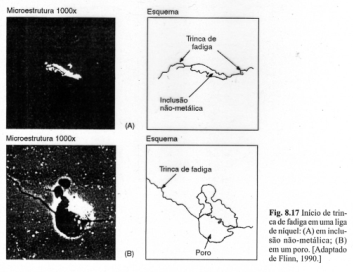 Microestrutura 1000x
Esquema
Trinca de
fadiga
Inclusão
não-metálica
(A)
Microestrutura 1000x
Esquema
Trinca de fadiga
Poro
(B)
Fig. 8.17 Início de trin-
ca de fadiga em uma liga
de níquel: (A) em inclu-
são não-metálica; (B)
em um poro. [Adaptado
de Flinn, 1990.]